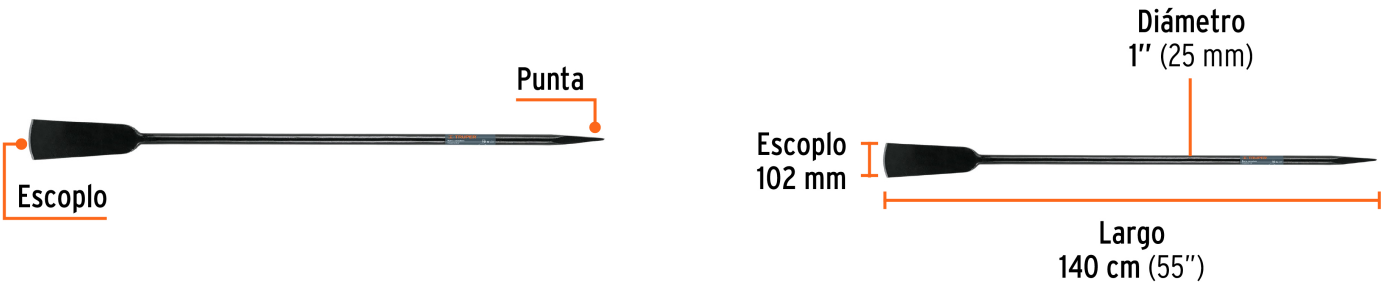 Punta
Escoplo
Diámetro
1” (25 mm)
Escoplo
102 mm
Largo
140 cm (55”)